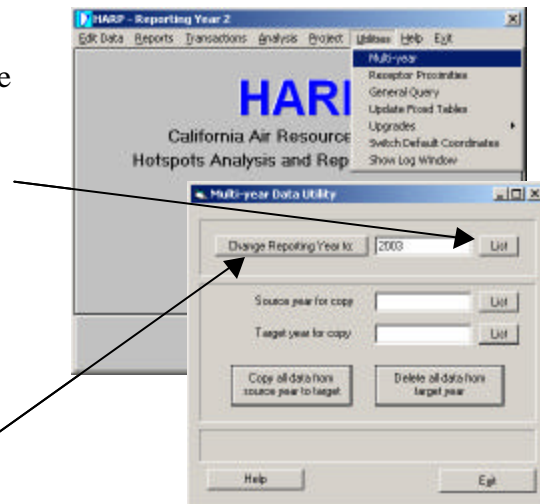 HARP - Reporting Year 2
Edit Data Reports Transactions Analysis Project Utilities Help Exit
Multi-year
Receptor Proximities
General Query
Update Fixed Tables
Upgrades
Switch Default Coordinates
Show Log Window
e
HARP
California Air Resource
Hotspots Analysis and Rep
Multi-year Data Utility
Change Reporting Year to: 2003 List
Source year for copy List
Target year for copy List
Copy all data from source year to target
Delete all data from target year
Help Exit